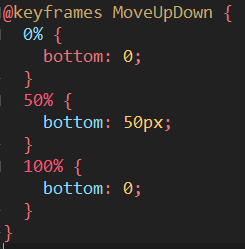 @keyframes MoveUpDown {
  0% {
    bottom: 0;
  }
  50% {
    bottom: 50px;
  }
  100% {
    bottom: 0;
  }
}